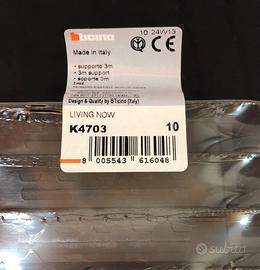 bticino
10 24W13
Made in Italy
CE
• supporto 3m
• 3m support
• soporte 3m
Design & Quality by BTicino (Italy)
LIVING NOW
K4703
10
8 005543 616048
subito